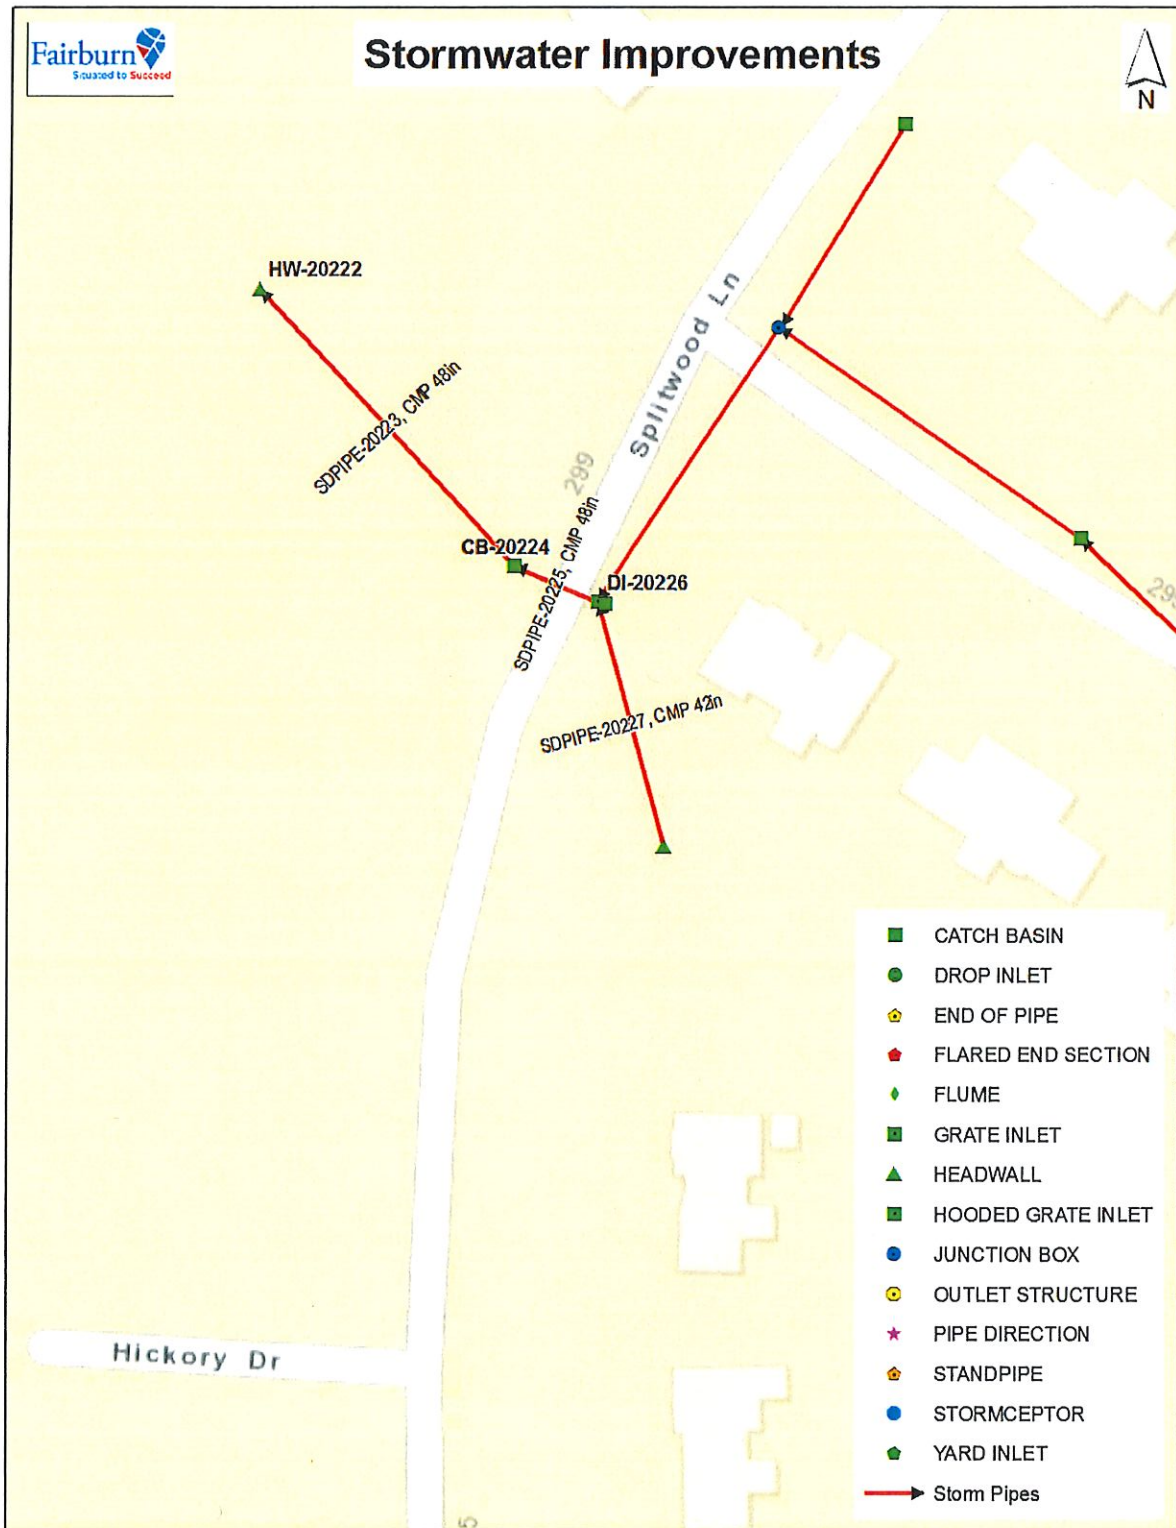 Fairburn
Situated to Succeed
Stormwater Improvements
N
HW-20222
SDPIPE-20223, CMP 48in
Splitwood Ln
299
CB-20224
SDPIPE-20225, CMP 48in
DI-20226
SDPIPE-20227, CMP 42in
Hickory Dr
CATCH BASIN
DROP INLET
END OF PIPE
FLARED END SECTION
FLUME
GRATE INLET
HEADWALL
HOODED GRATE INLET
JUNCTION BOX
OUTLET STRUCTURE
PIPE DIRECTION
STANDPIPE
STORMCEPTOR
YARD INLET
Storm Pipes